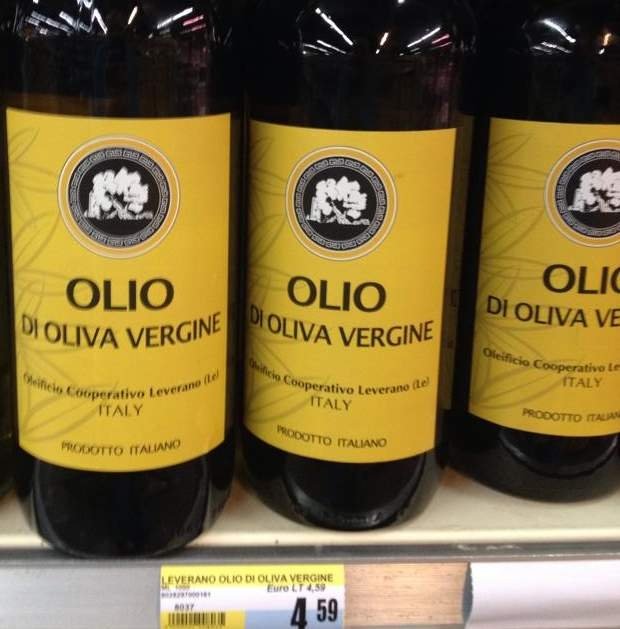 OLIO
DI OLIVA VERGINE
Oleificio Cooperativo Leverano (Le)
ITALY
PRODOTTO ITALIANO
OLIO
DI OLIVA VERGINE
Oleificio Cooperativo Leverano (Le)
ITALY
PRODOTTO ITALIANO
OLIO
DI OLIVA VE
Oleificio Cooperativo Le
ITALY
PRODOTTO ITALIAN
LEVERANO OLIO DI OLIVA VERGINE
ML 1000
Euro LT 4,59
8037
4 59